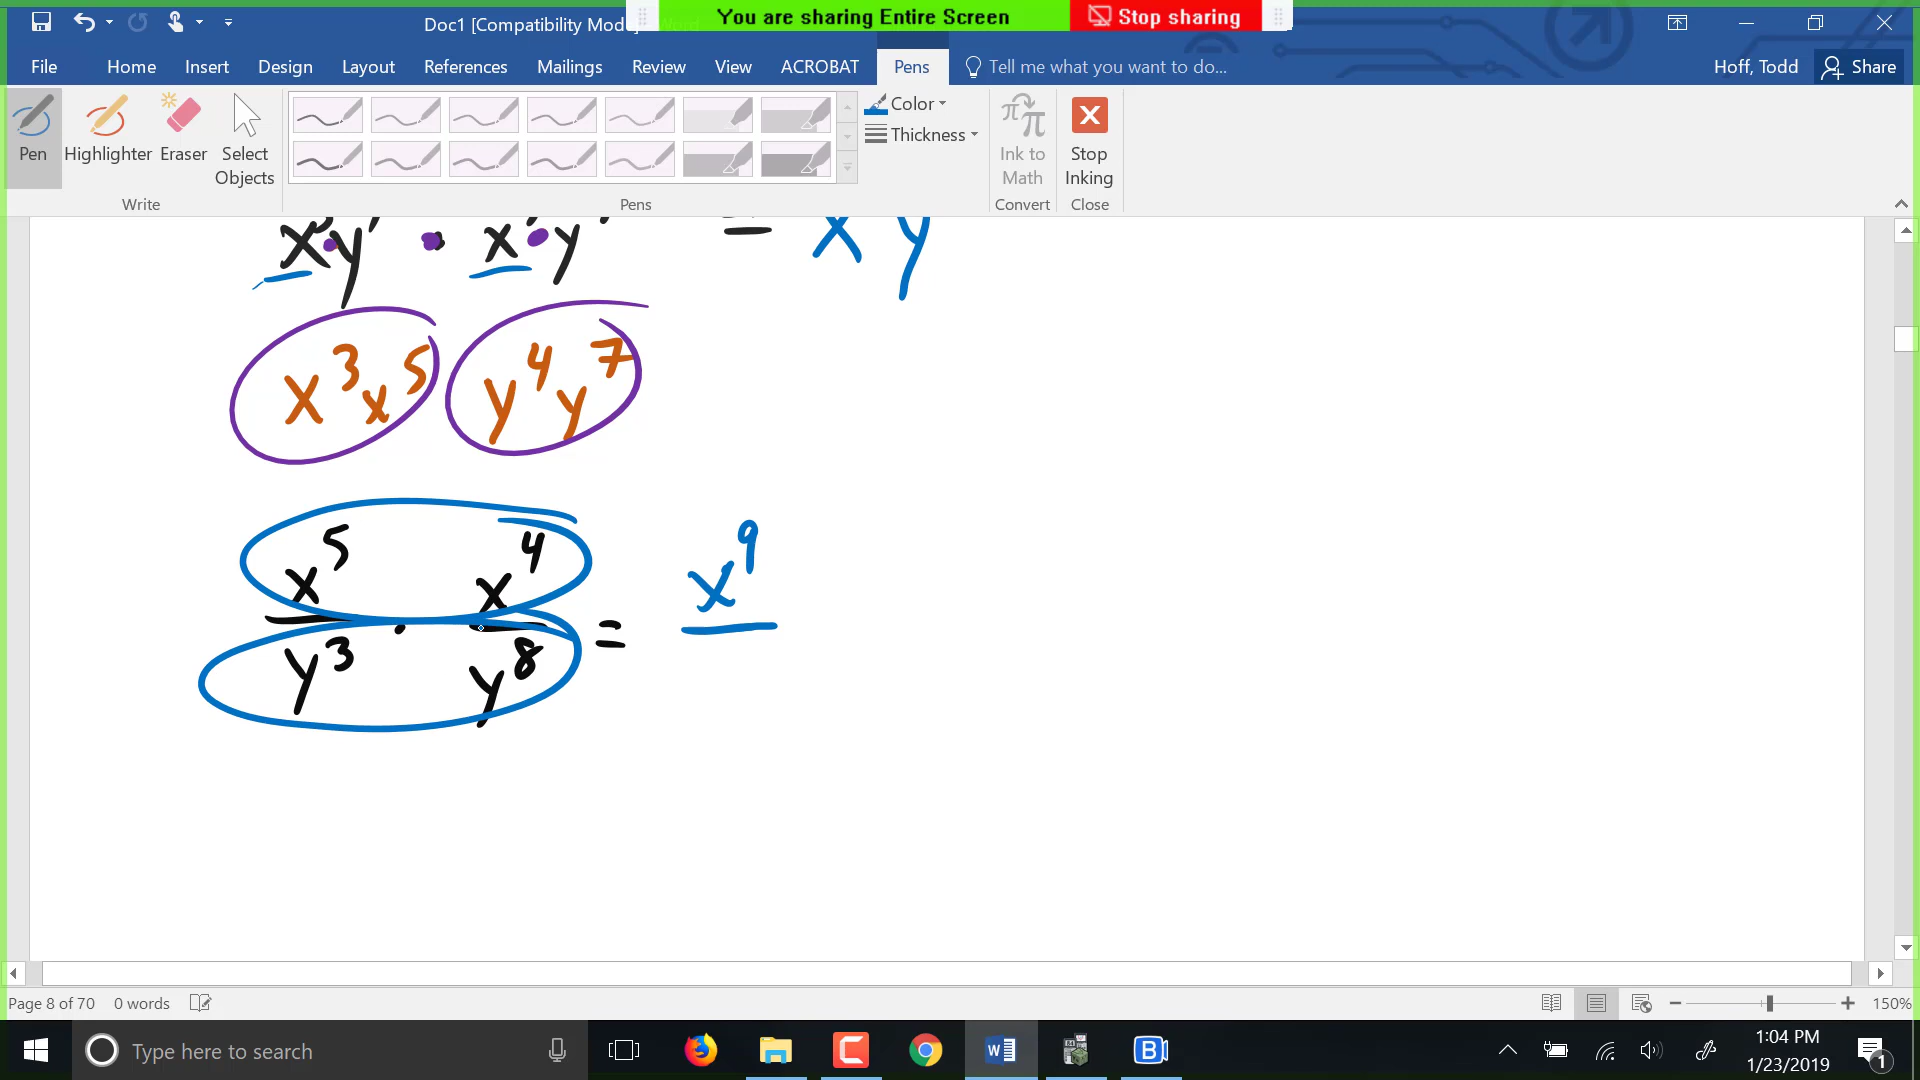 Doc1 [Compatibility Mod
You are sharing Entire Screen
Stop sharing
File Home Insert Design Layout References Mailings Review View ACROBAT Pens Tell me what you want to do... Hoff, Todd Share
Pen Highlighter Eraser Select Objects
Color
Thickness
Ink to Math
Stop Inking
Write Pens Convert Close
x · y · x · y = x y
x³x⁵ y⁴y⁷
x⁵ x⁴ x⁹
— · — = —
y³ y⁸
Page 8 of 70 0 words 150%
Type here to search
1:04 PM
1/23/2019
1